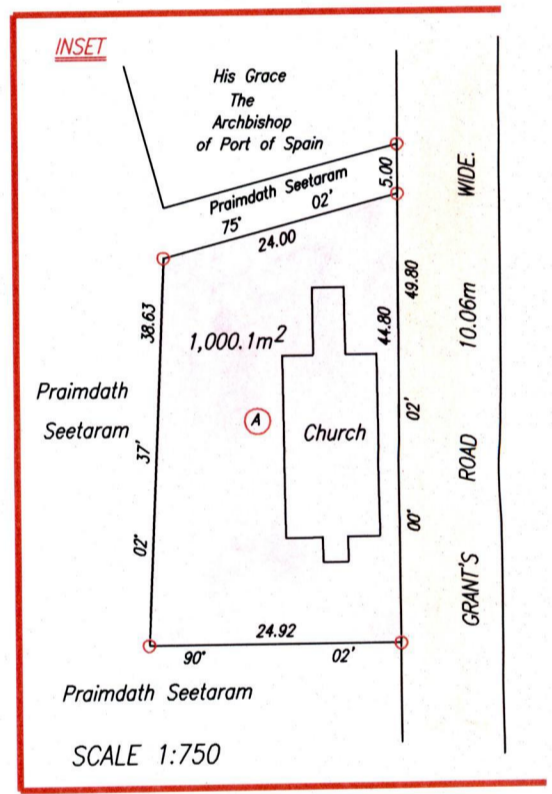 INSET
His Grace
The
Archbishop
of Port of Spain
Praimdath Seetaram
75° 02'
24.00
5.00
WIDE.
49.80
44.80
10.06m
38.63
1,000.1m²
Praimdath
Seetaram
A
Church
02'
37'
ROAD
02°
00°
GRANT'S
24.92
90° 02'
Praimdath Seetaram
SCALE 1:750